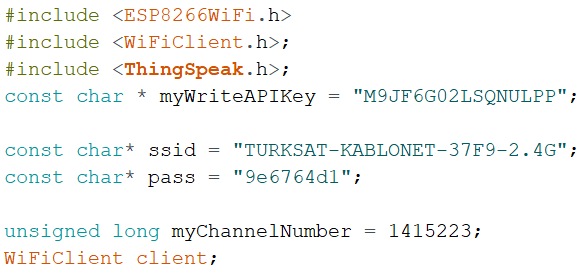 #include <ESP8266WiFi.h>
#include <WiFiClient.h>;
#include <ThingSpeak.h>;
const char * myWriteAPIKey = "M9JF6G02LSQNULPP";
const char* ssid = "TURKSAT-KABLONET-37F9-2.4G";
const char* pass = "9e6764d1";
unsigned long myChannelNumber = 1415223;
WiFiClient client;